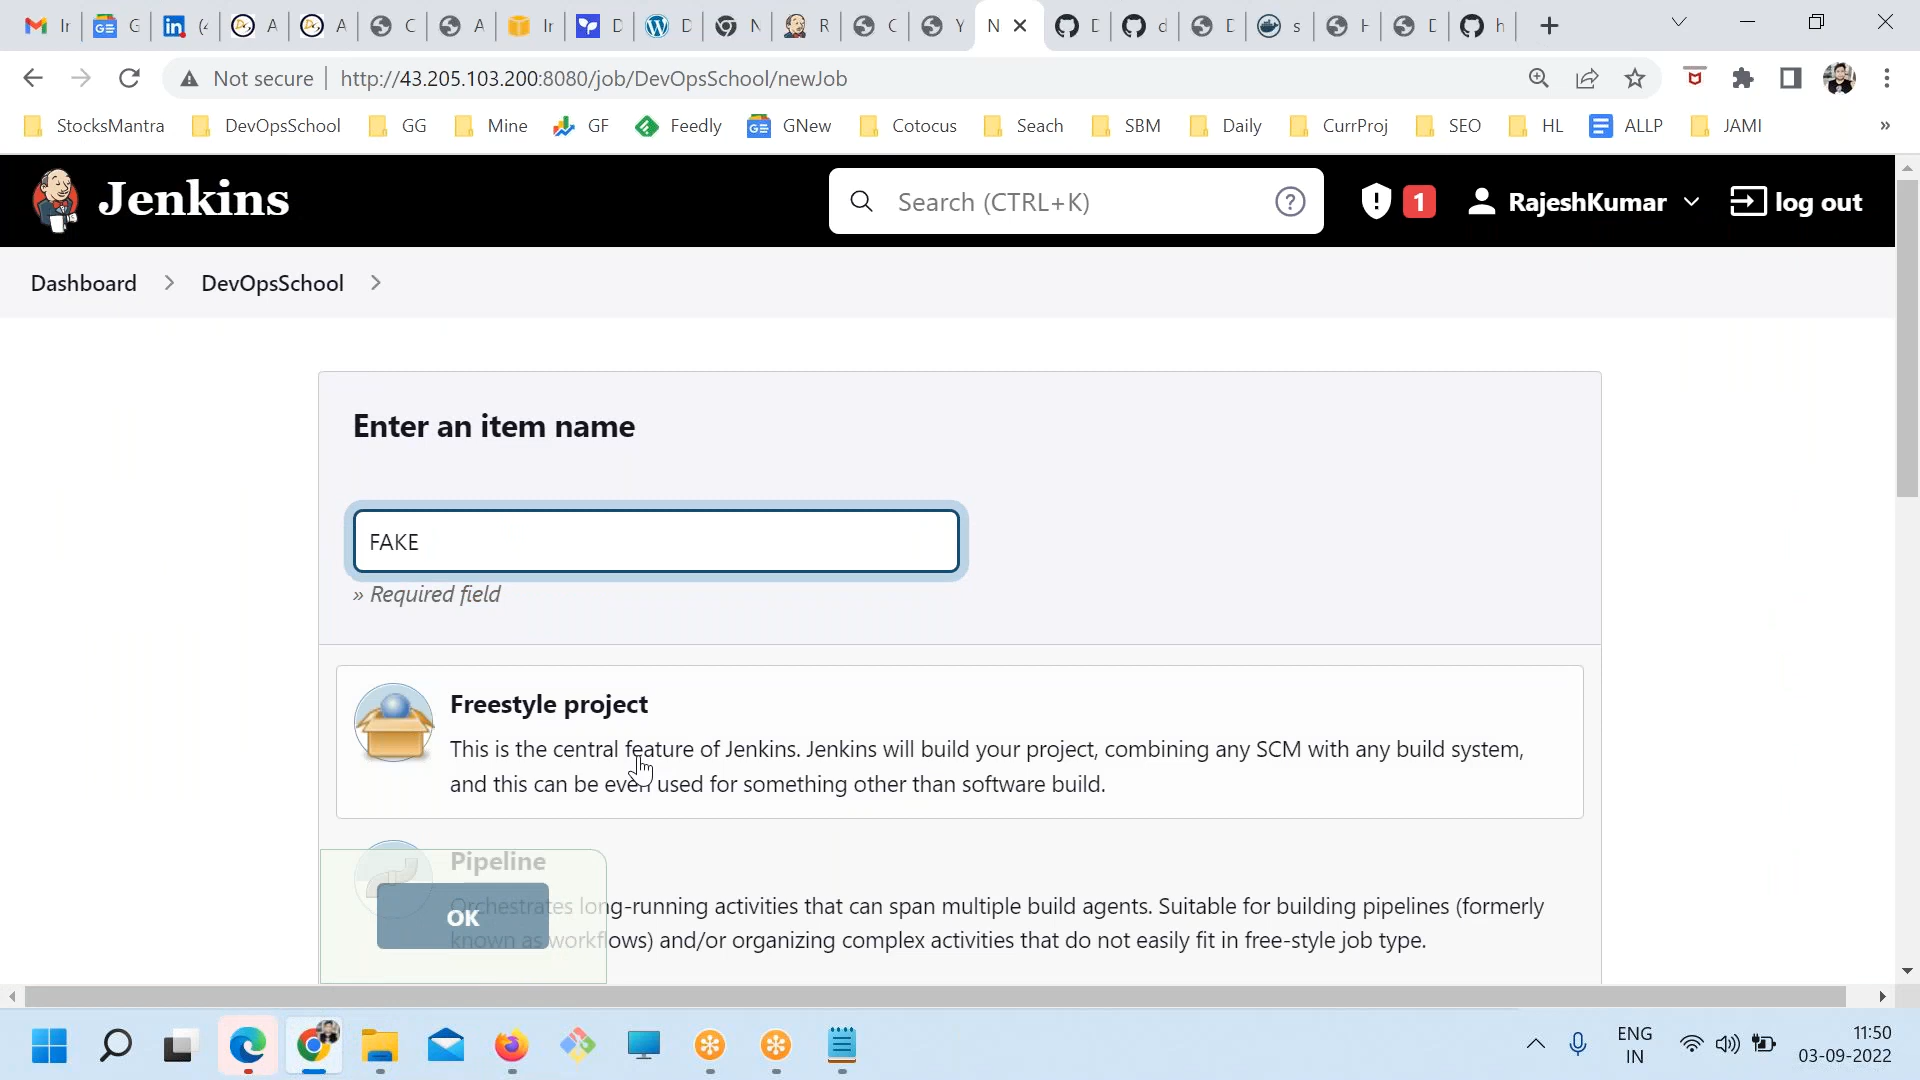 Not secure
http://43.205.103.200:8080/job/DevOpsSchool/newJob
StocksMantra
DevOpsSchool
GG
Mine
GF
Feedly
GNew
Cotocus
Seach
SBM
Daily
CurrProj
SEO
HL
ALLP
JAMI
»
Jenkins
Search (CTRL+K)
1
RajeshKumar
log out
Dashboard
DevOpsSchool
Enter an item name
FAKE
» Required field
Freestyle project
This is the central feature of Jenkins. Jenkins will build your project, combining any SCM with any build system,
and this can be even used for something other than software build.
Pipeline
Orchestrates long-running activities that can span multiple build agents. Suitable for building pipelines (formerly
known as workflows) and/or organizing complex activities that do not easily fit in free-style job type.
OK
ENG
IN
11:50
03-09-2022